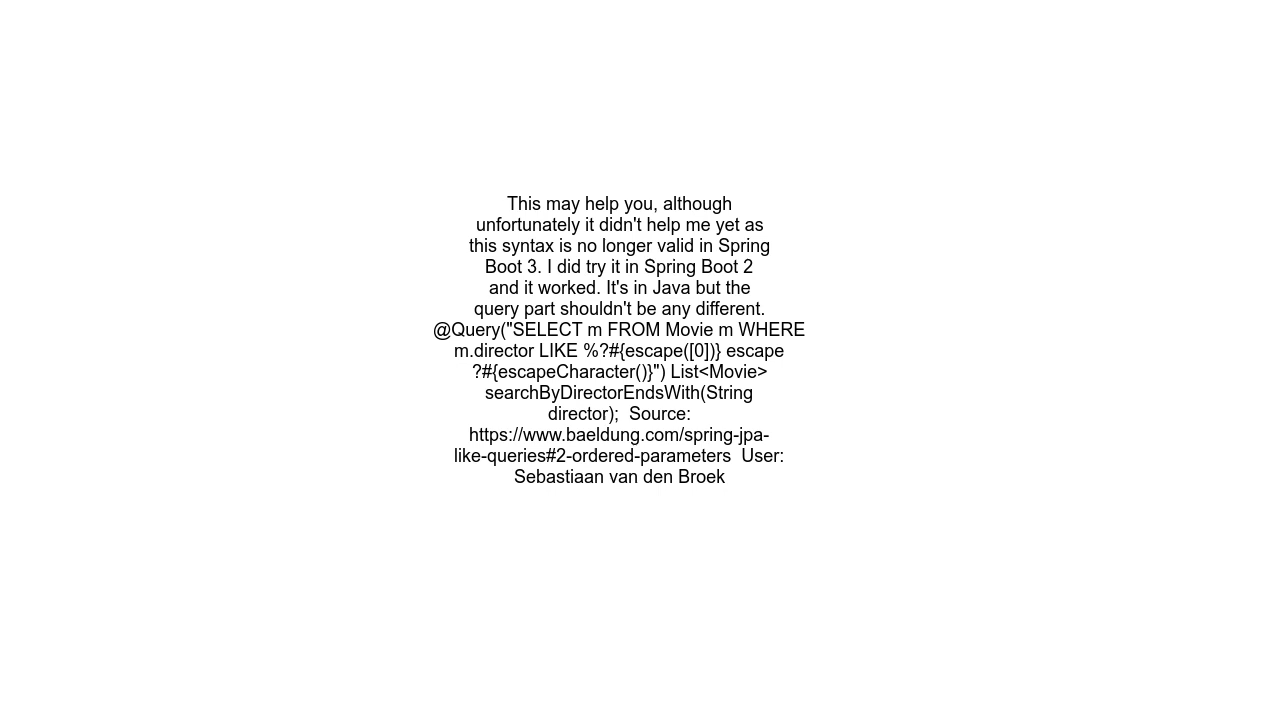 This may help you, although
unfortunately it didn't help me yet as
this syntax is no longer valid in Spring
Boot 3. I did try it in Spring Boot 2
and it worked. It's in Java but the
query part shouldn't be any different.
@Query("SELECT m FROM Movie m WHERE
m.director LIKE %?#{escape([0])} escape
?#{escapeCharacter()}") List<Movie>
searchByDirectorEndsWith(String
director);  Source:
https://www.baeldung.com/spring-jpa-
like-queries#2-ordered-parameters  User:
Sebastiaan van den Broek